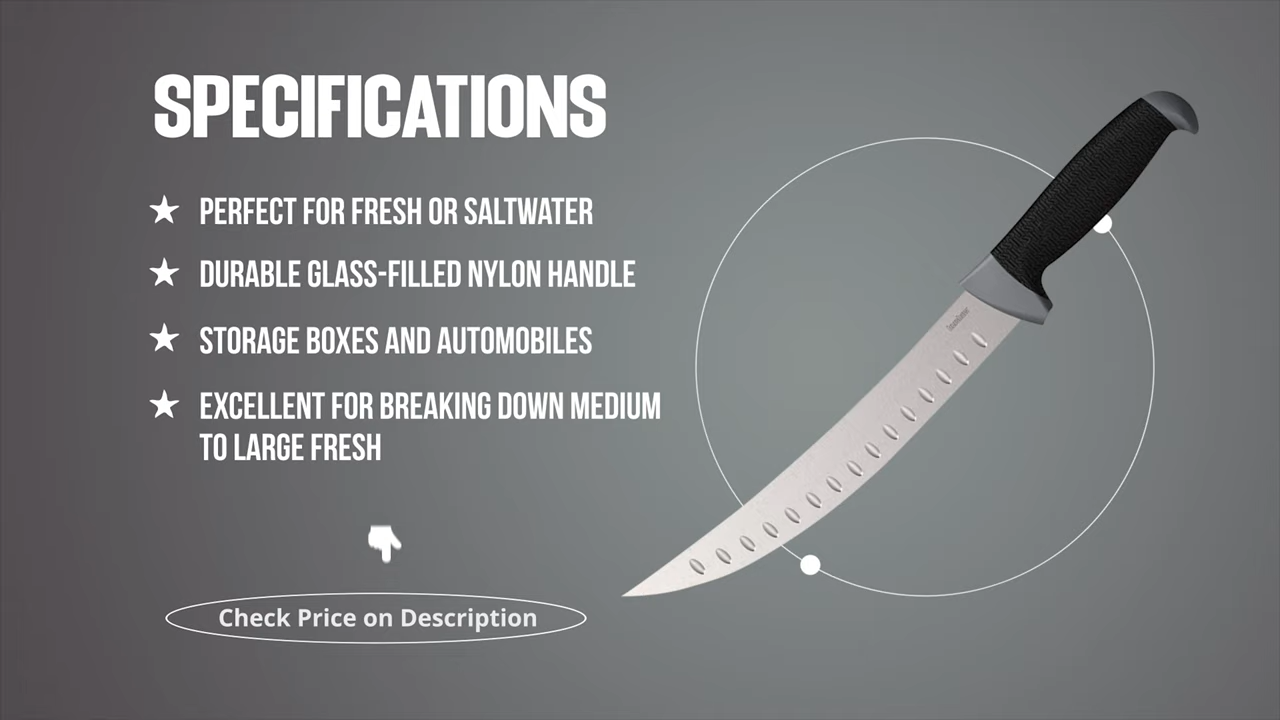 SPECIFICATIONS
PERFECT FOR FRESH OR SALTWATER
DURABLE GLASS-FILLED NYLON HANDLE
STORAGE BOXES AND AUTOMOBILES
EXCELLENT FOR BREAKING DOWN MEDIUM
TO LARGE FRESH
Check Price on Description